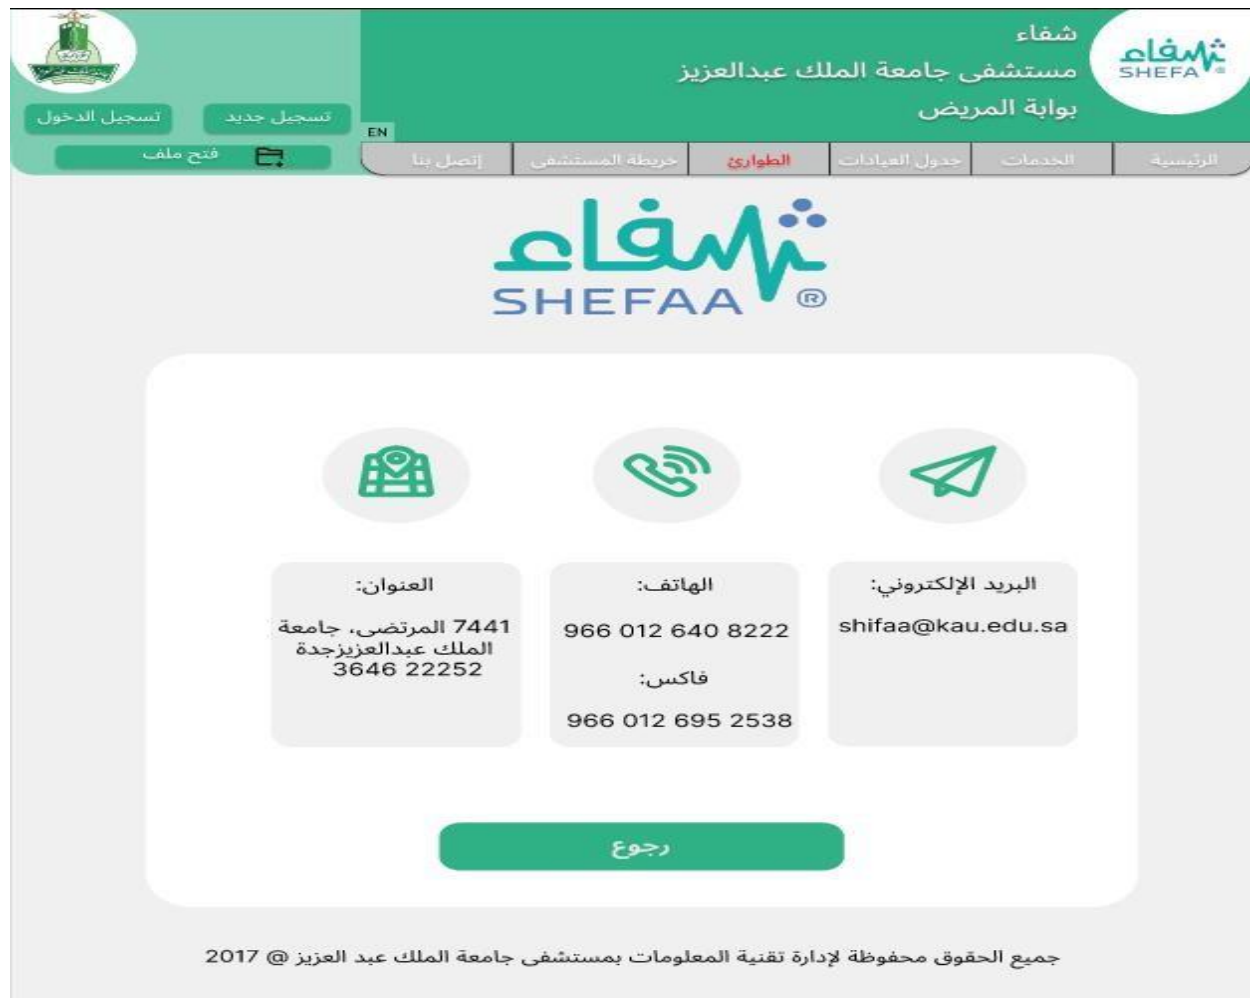 شفاء
مستشفى جامعة الملك عبدالعزيز
بوابة المريض
شفاء
SHEFA
®
تسجيل جديد
تسجيل الدخول
EN
فتح ملف
الرئيسية
الخدمات
جدول العيادات
الطوارئ
خريطة المستشفى
إتصل بنا
شفاء
SHEFAA ®
البريد الإلكتروني:
shifaa@kau.edu.sa
الهاتف:
966 012 640 8222
فاكس:
966 012 695 2538
العنوان:
7441 المرتضى، جامعة
الملك عبدالعزيزجدة
3646 22252
رجوع
جميع الحقوق محفوظة لإدارة تقنية المعلومات بمستشفى جامعة الملك عبد العزيز @ 2017